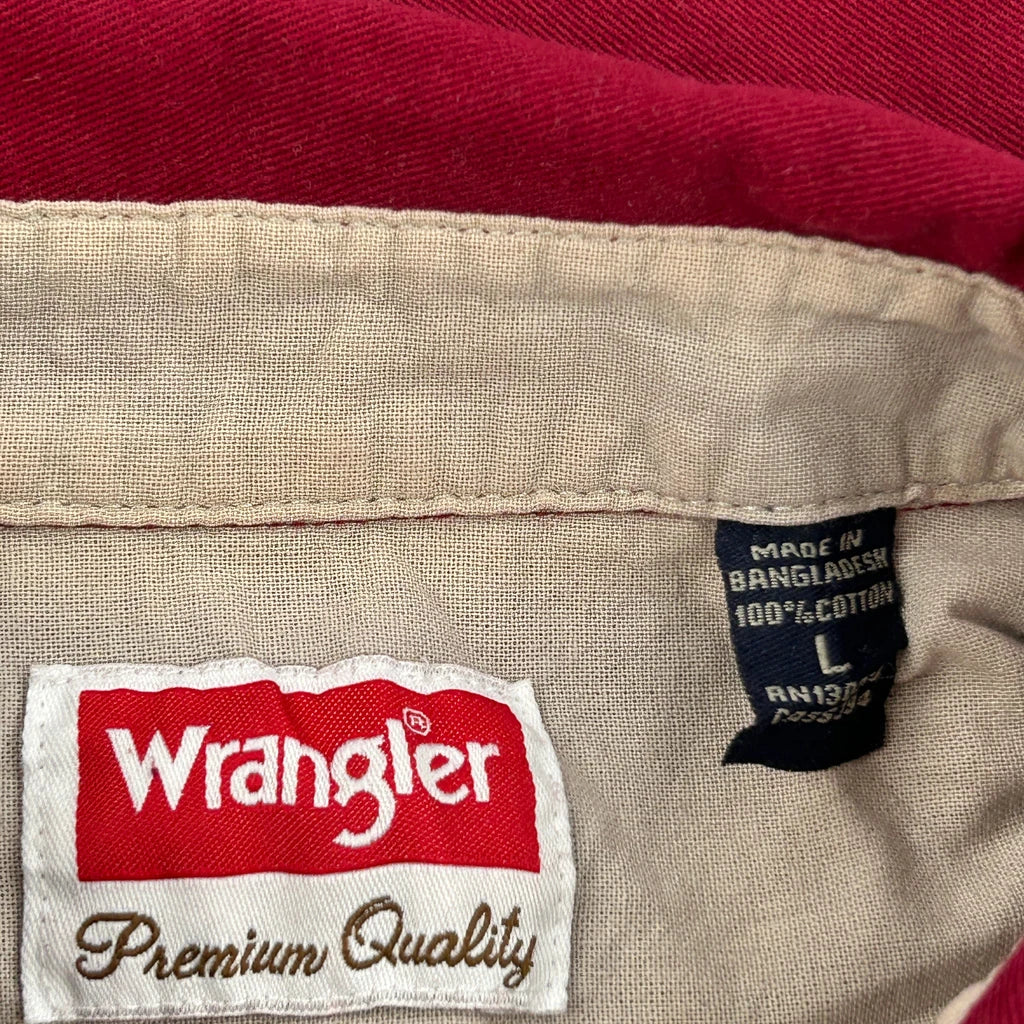 MADE IN
BANGLADESH
100% COTTON
L
Wrangler®
Premium Quality